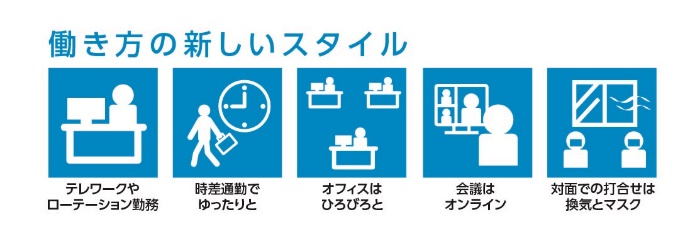 働き方の新しいスタイル
テレワークや
ローテーション勤務
時差通勤で
ゆったりと
オフィスは
ひろびろと
会議は
オンライン
対面での打合せは
換気とマスク